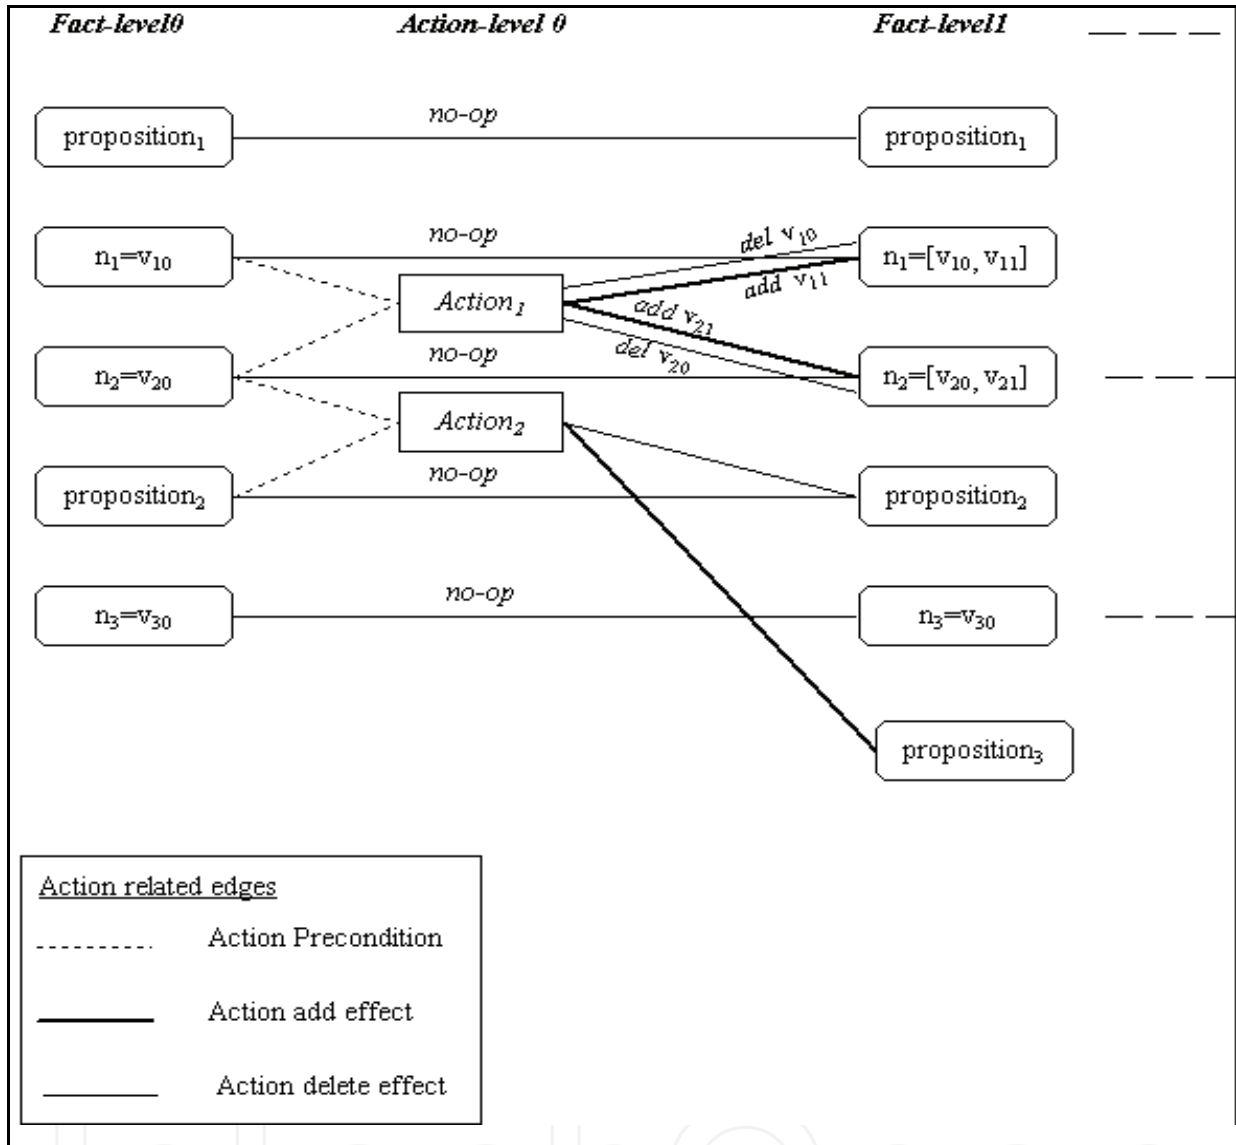 Fact-level0 Action-level 0 Fact-level1
no-op
proposition₁ proposition₁
no-op del v₁₀
n₁=v₁₀ n₁=[v₁₀, v₁₁]
add v₁₁
Action₁ add v₂₁
no-op del v₂₀
n₂=v₂₀ n₂=[v₂₀, v₂₁]
Action₂
no-op
proposition₂ proposition₂
no-op
n₃=v₃₀ n₃=v₃₀
proposition₃
Action related edges
Action Precondition
Action add effect
Action delete effect